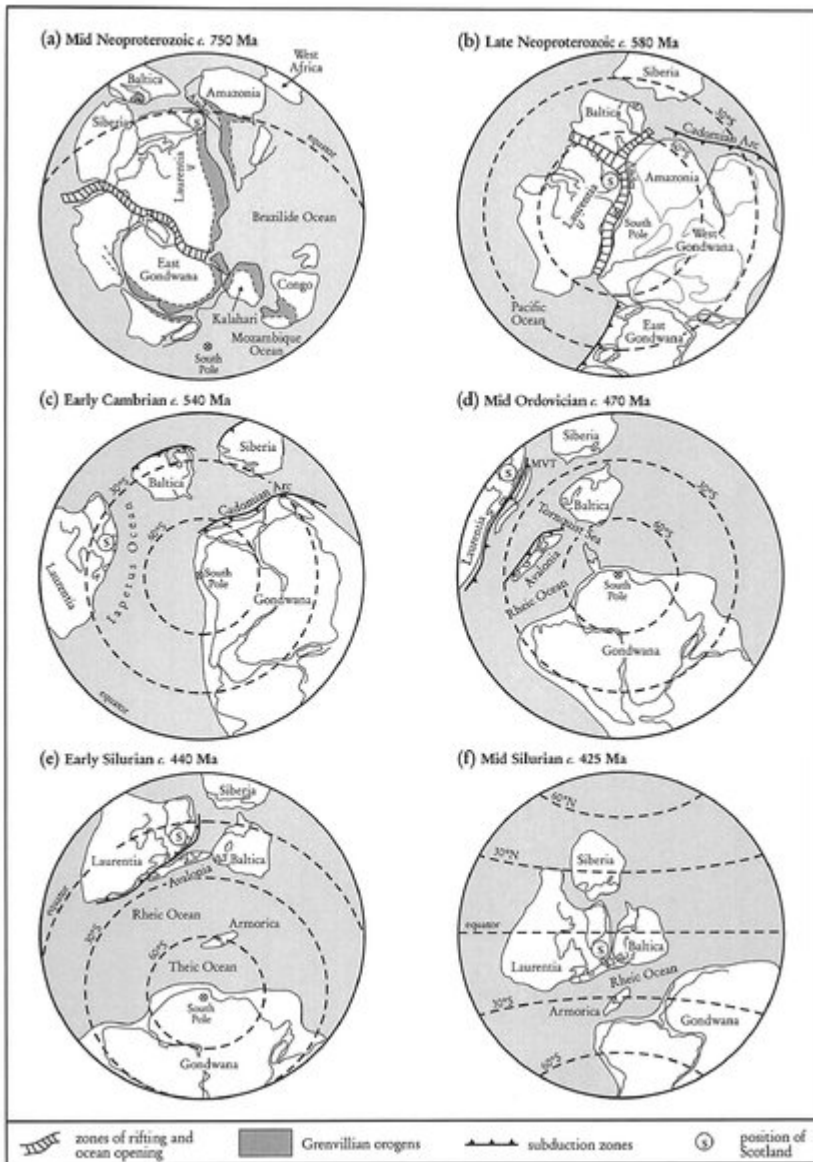 (a) Mid Neoproterozoic c. 750 Ma
West
Africa
Baltica
Amazonia
Siberia
S
Laurentia
equator
Brazilide Ocean
East
Gondwana
Congo
Kalahari
Mozambique
Ocean
South
Pole
(b) Late Neoproterozoic c. 580 Ma
Siberia
Baltica
30°S
Cadomian Arc
60°S
Amazonia
S
Laurentia
South
Pole
West
Gondwana
Pacific
Ocean
East
Gondwana
(c) Early Cambrian c. 540 Ma
Siberia
30°S
Baltica
Cadomian Arc
60°S
S
Iapetus Ocean
Laurentia
South
Pole
Gondwana
equator
(d) Mid Ordovician c. 470 Ma
Siberia
S
MVT
Baltica
30°S
Laurentia
Tornquist Sea
60°S
Avalonia
Rheic Ocean
South
Pole
Gondwana
(e) Early Silurian c. 440 Ma
Siberia
S
Laurentia
Baltica
Avalonia
equator
Rheic Ocean
30°S
Armorica
60°S
Theic Ocean
South
Pole
Gondwana
(f) Mid Silurian c. 425 Ma
60°N
30°N
Siberia
equator
S
Laurentia
Baltica
Rheic Ocean
30°S
Armorica
Gondwana
60°S
zones of rifting and
ocean opening
Grenvillian orogens
subduction zones
S
position of
Scotland